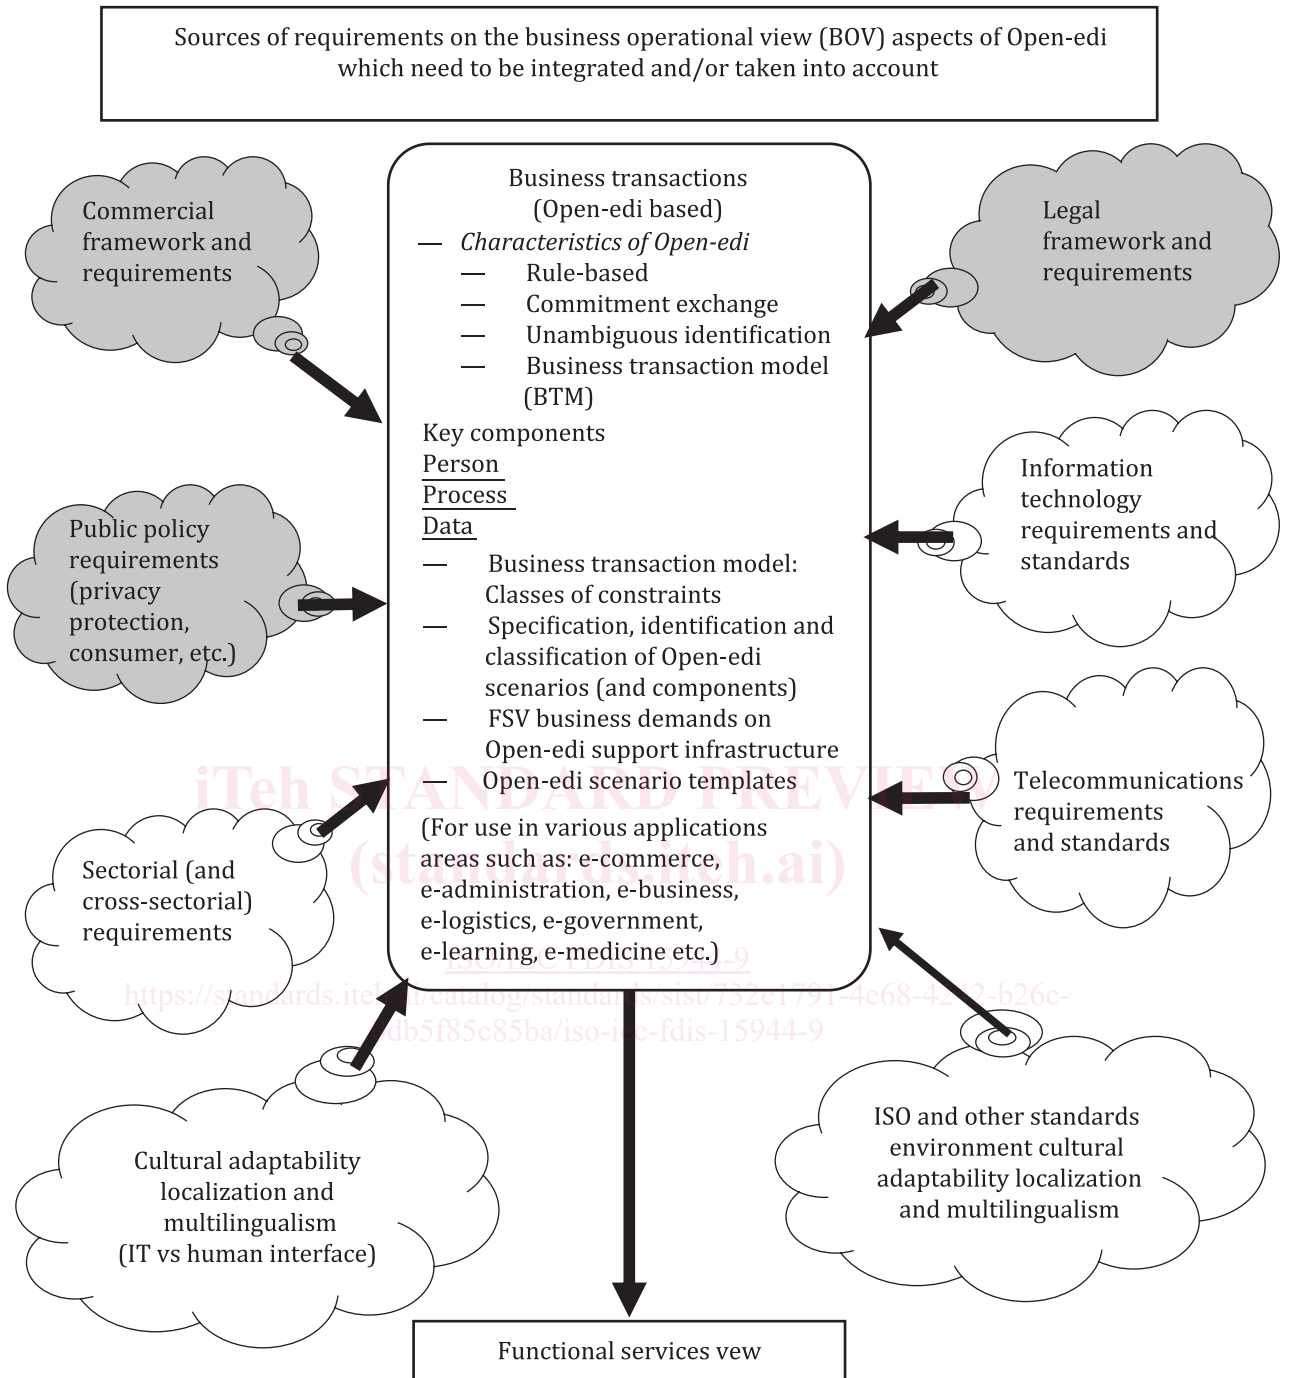 Sources of requirements on the business operational view (BOV) aspects of Open-edi
which need to be integrated and/or taken into account
Commercial
framework and
requirements
Public policy
requirements
(privacy
protection,
consumer, etc.)
Sectorial (and
cross-sectorial)
requirements
Cultural adaptability
localization and
multilingualism
(IT vs human interface)
Business transactions
(Open-edi based)
— Characteristics of Open-edi
— Rule-based
— Commitment exchange
— Unambiguous identification
— Business transaction model
(BTM)
Key components
Person
Process
Data
— Business transaction model:
Classes of constraints
— Specification, identification and
classification of Open-edi
scenarios (and components)
— FSV business demands on
Open-edi support infrastructure
— Open-edi scenario templates
(For use in various applications
areas such as: e-commerce,
e-administration, e-business,
e-logistics, e-government,
e-learning, e-medicine etc.)
Legal
framework and
requirements
Information
technology
requirements and
standards
Telecommunications
requirements
and standards
ISO and other standards
environment cultural
adaptability localization
and multilingualism
Functional services vew
iTeh STANDARD PREVIEW
(standards.iteh.ai)
ISO/IEC FDIS 15944-9